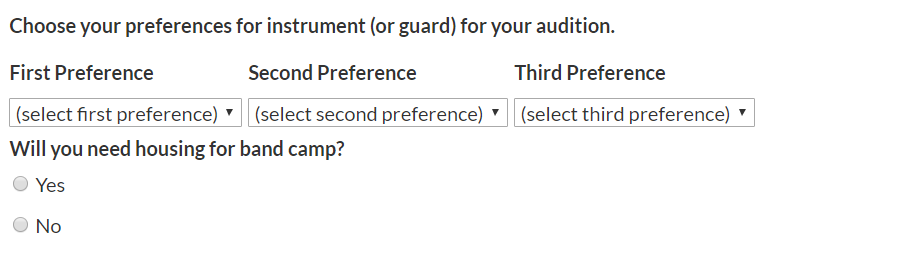 Choose your preferences for instrument (or guard) for your audition.
First Preference Second Preference Third Preference
(select first preference) (select second preference) (select third preference)
Will you need housing for band camp?
Yes
No